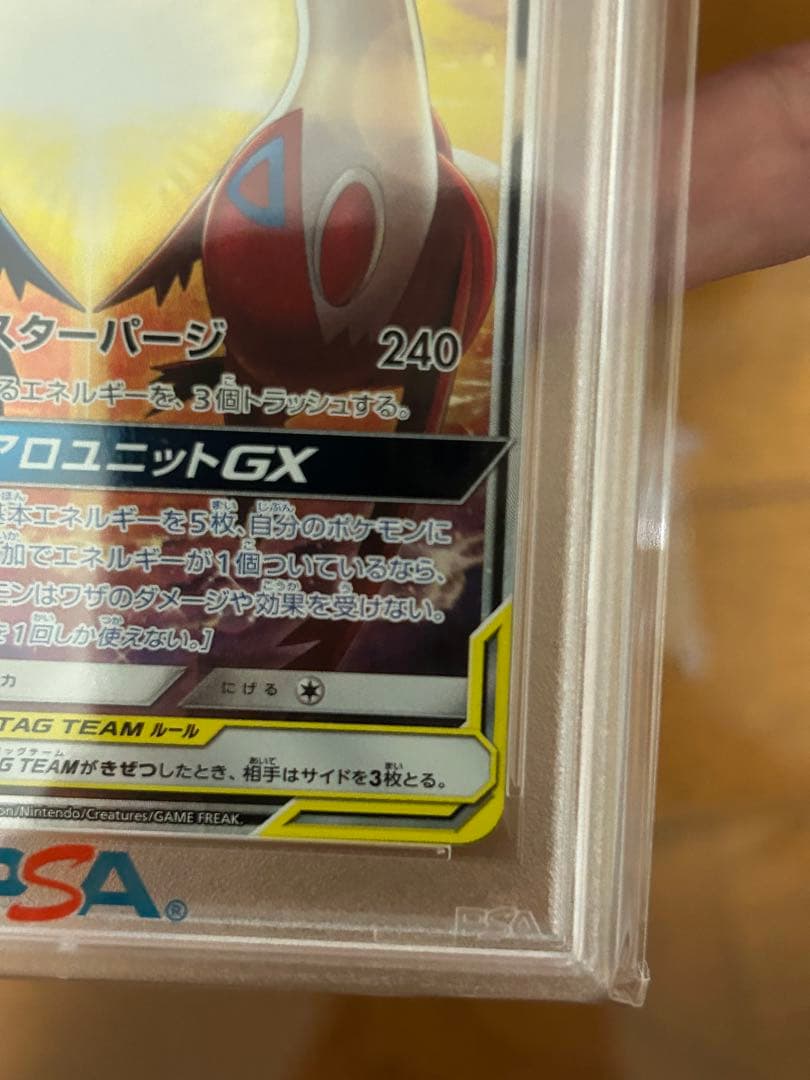 スターパージ 240
るエネルギーを、3個トラッシュする。
アロユニットGX
基本エネルギーを5枚、自分のポケモンに
加でエネルギーが1個ついているなら、
モンはワザのダメージや効果を受けない。
を1回しか使えない。]
力 にげる
TAG TEAM ルール
G TEAMがきぜつしたとき、相手はサイドを3枚とる。
on/Nintendo/Creatures/GAME FREAK.
PSA®
PSA